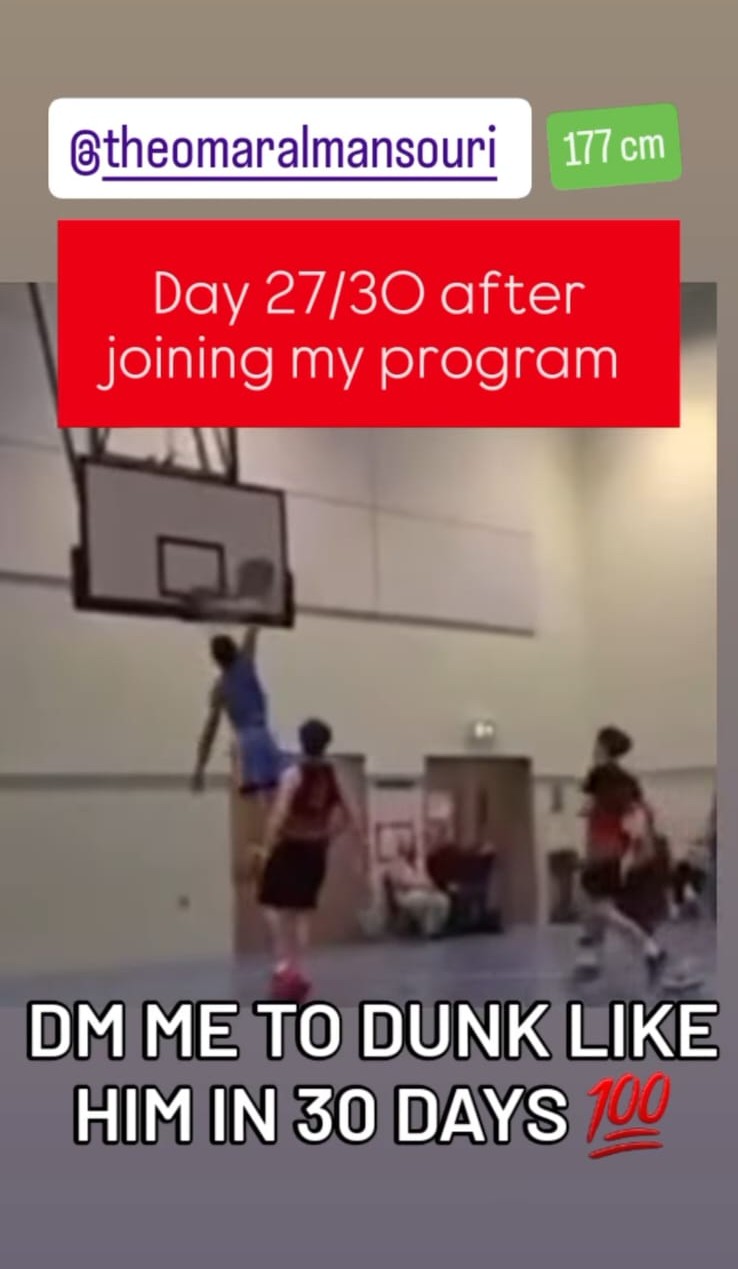 @theomaralmansouri
177 cm
Day 27/30 after
joining my program
DM ME TO DUNK LIKE
HIM IN 30 DAYS 💯